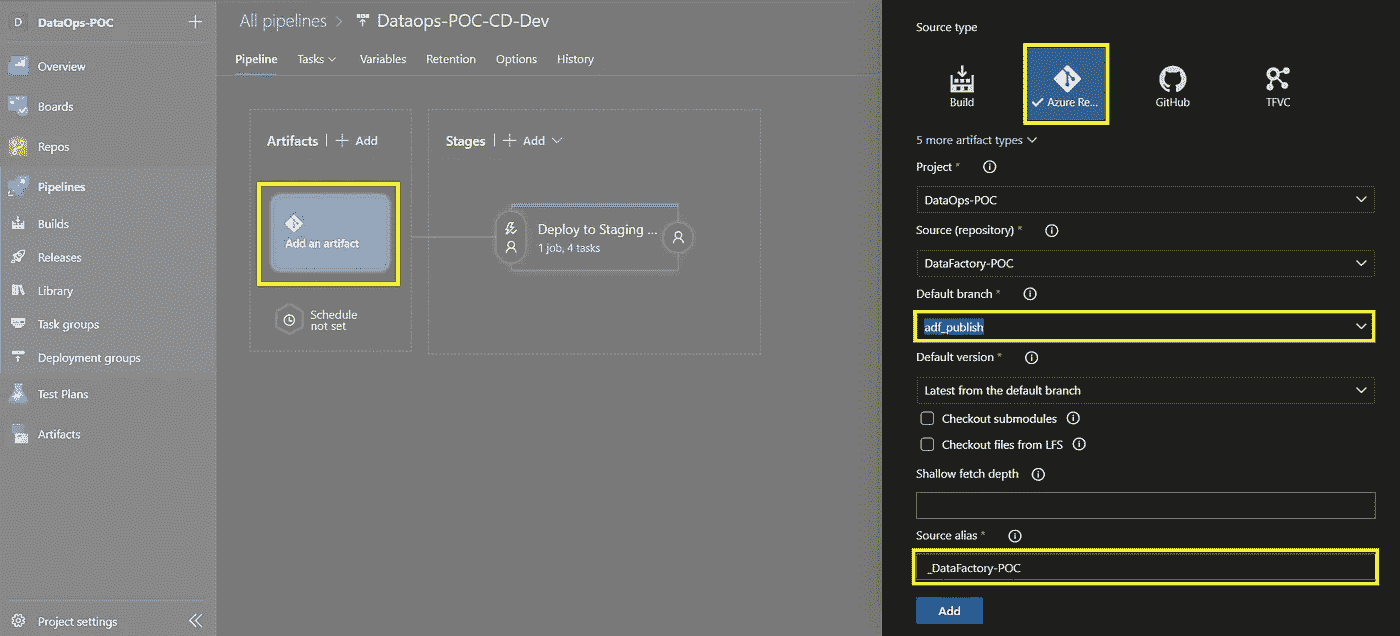 D DataOps-POC
Overview
Boards
Repos
Pipelines
Builds
Releases
Library
Task groups
Deployment groups
Test Plans
Artifacts
Project settings
All pipelines > Dataops-POC-CD-Dev
Pipeline Tasks Variables Retention Options History
Artifacts | + Add
Add an artifact
Schedule
not set
Stages | + Add
Deploy to Staging ...
1 job, 4 tasks
Source type
Build
Azure Re...
GitHub
TFVC
5 more artifact types
Project *
DataOps-POC
Source (repository) *
DataFactory-POC
Default branch *
adf_publish
Default version *
Latest from the default branch
Checkout submodules
Checkout files from LFS
Shallow fetch depth
Source alias *
_DataFactory-POC
Add